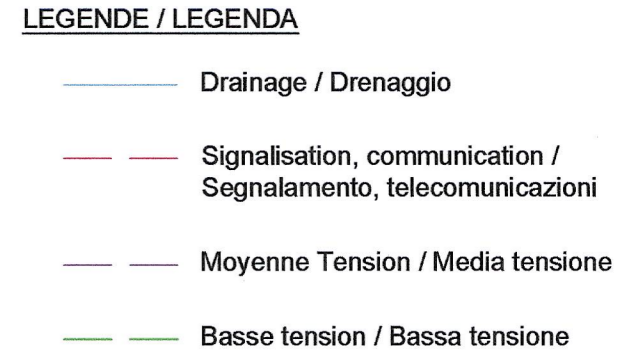 LEGENDE / LEGENDA
Drainage / Drenaggio
Signalisation, communication /
Segnalamento, telecomunicazioni
Moyenne Tension / Media tensione
Basse tension / Bassa tensione